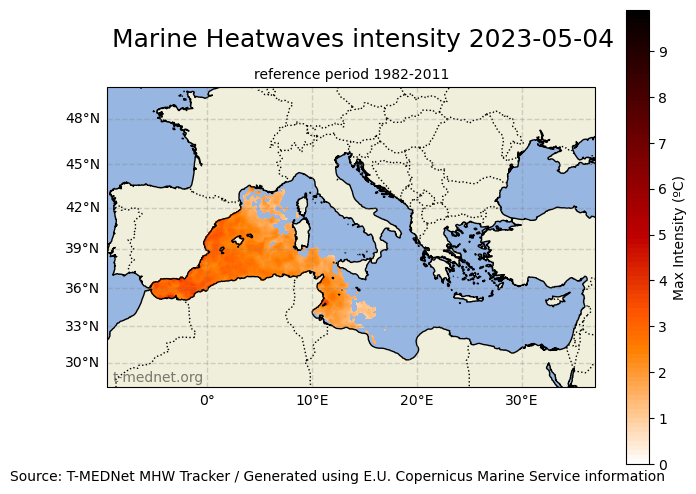 Marine Heatwaves intensity 2023-05-04
reference period 1982-2011
48°N
45°N
42°N
39°N
36°N
33°N
30°N
t-mednet.org
0°
10°E
20°E
30°E
9
8
7
6
5
4
3
2
1
0
Max Intensity (ºC)
Source: T-MEDNet MHW Tracker / Generated using E.U. Copernicus Marine Service information